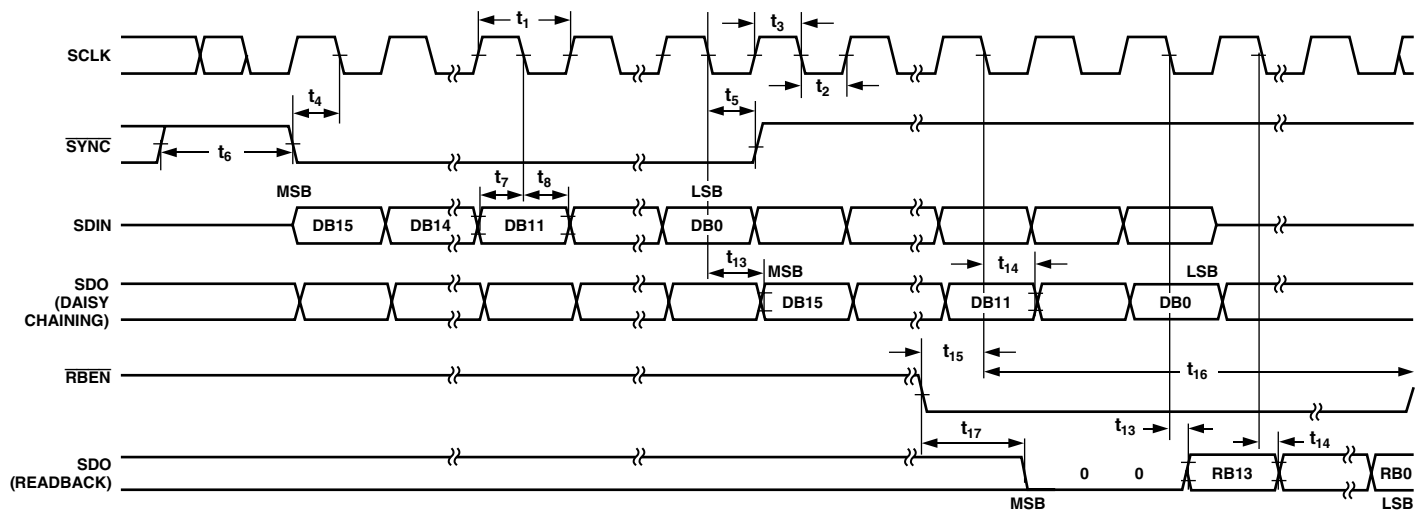 t1
t3
SCLK
t4
t2
t5
SYNC
t6
MSB
t7
t8
LSB
SDIN
DB15
DB14
DB11
DB0
t13
MSB
t14
LSB
SDO
(DAISY
CHAINING)
DB15
DB11
DB0
t15
t16
RBEN
t17
t13
t14
SDO
(READBACK)
0
0
RB13
RB0
MSB
LSB